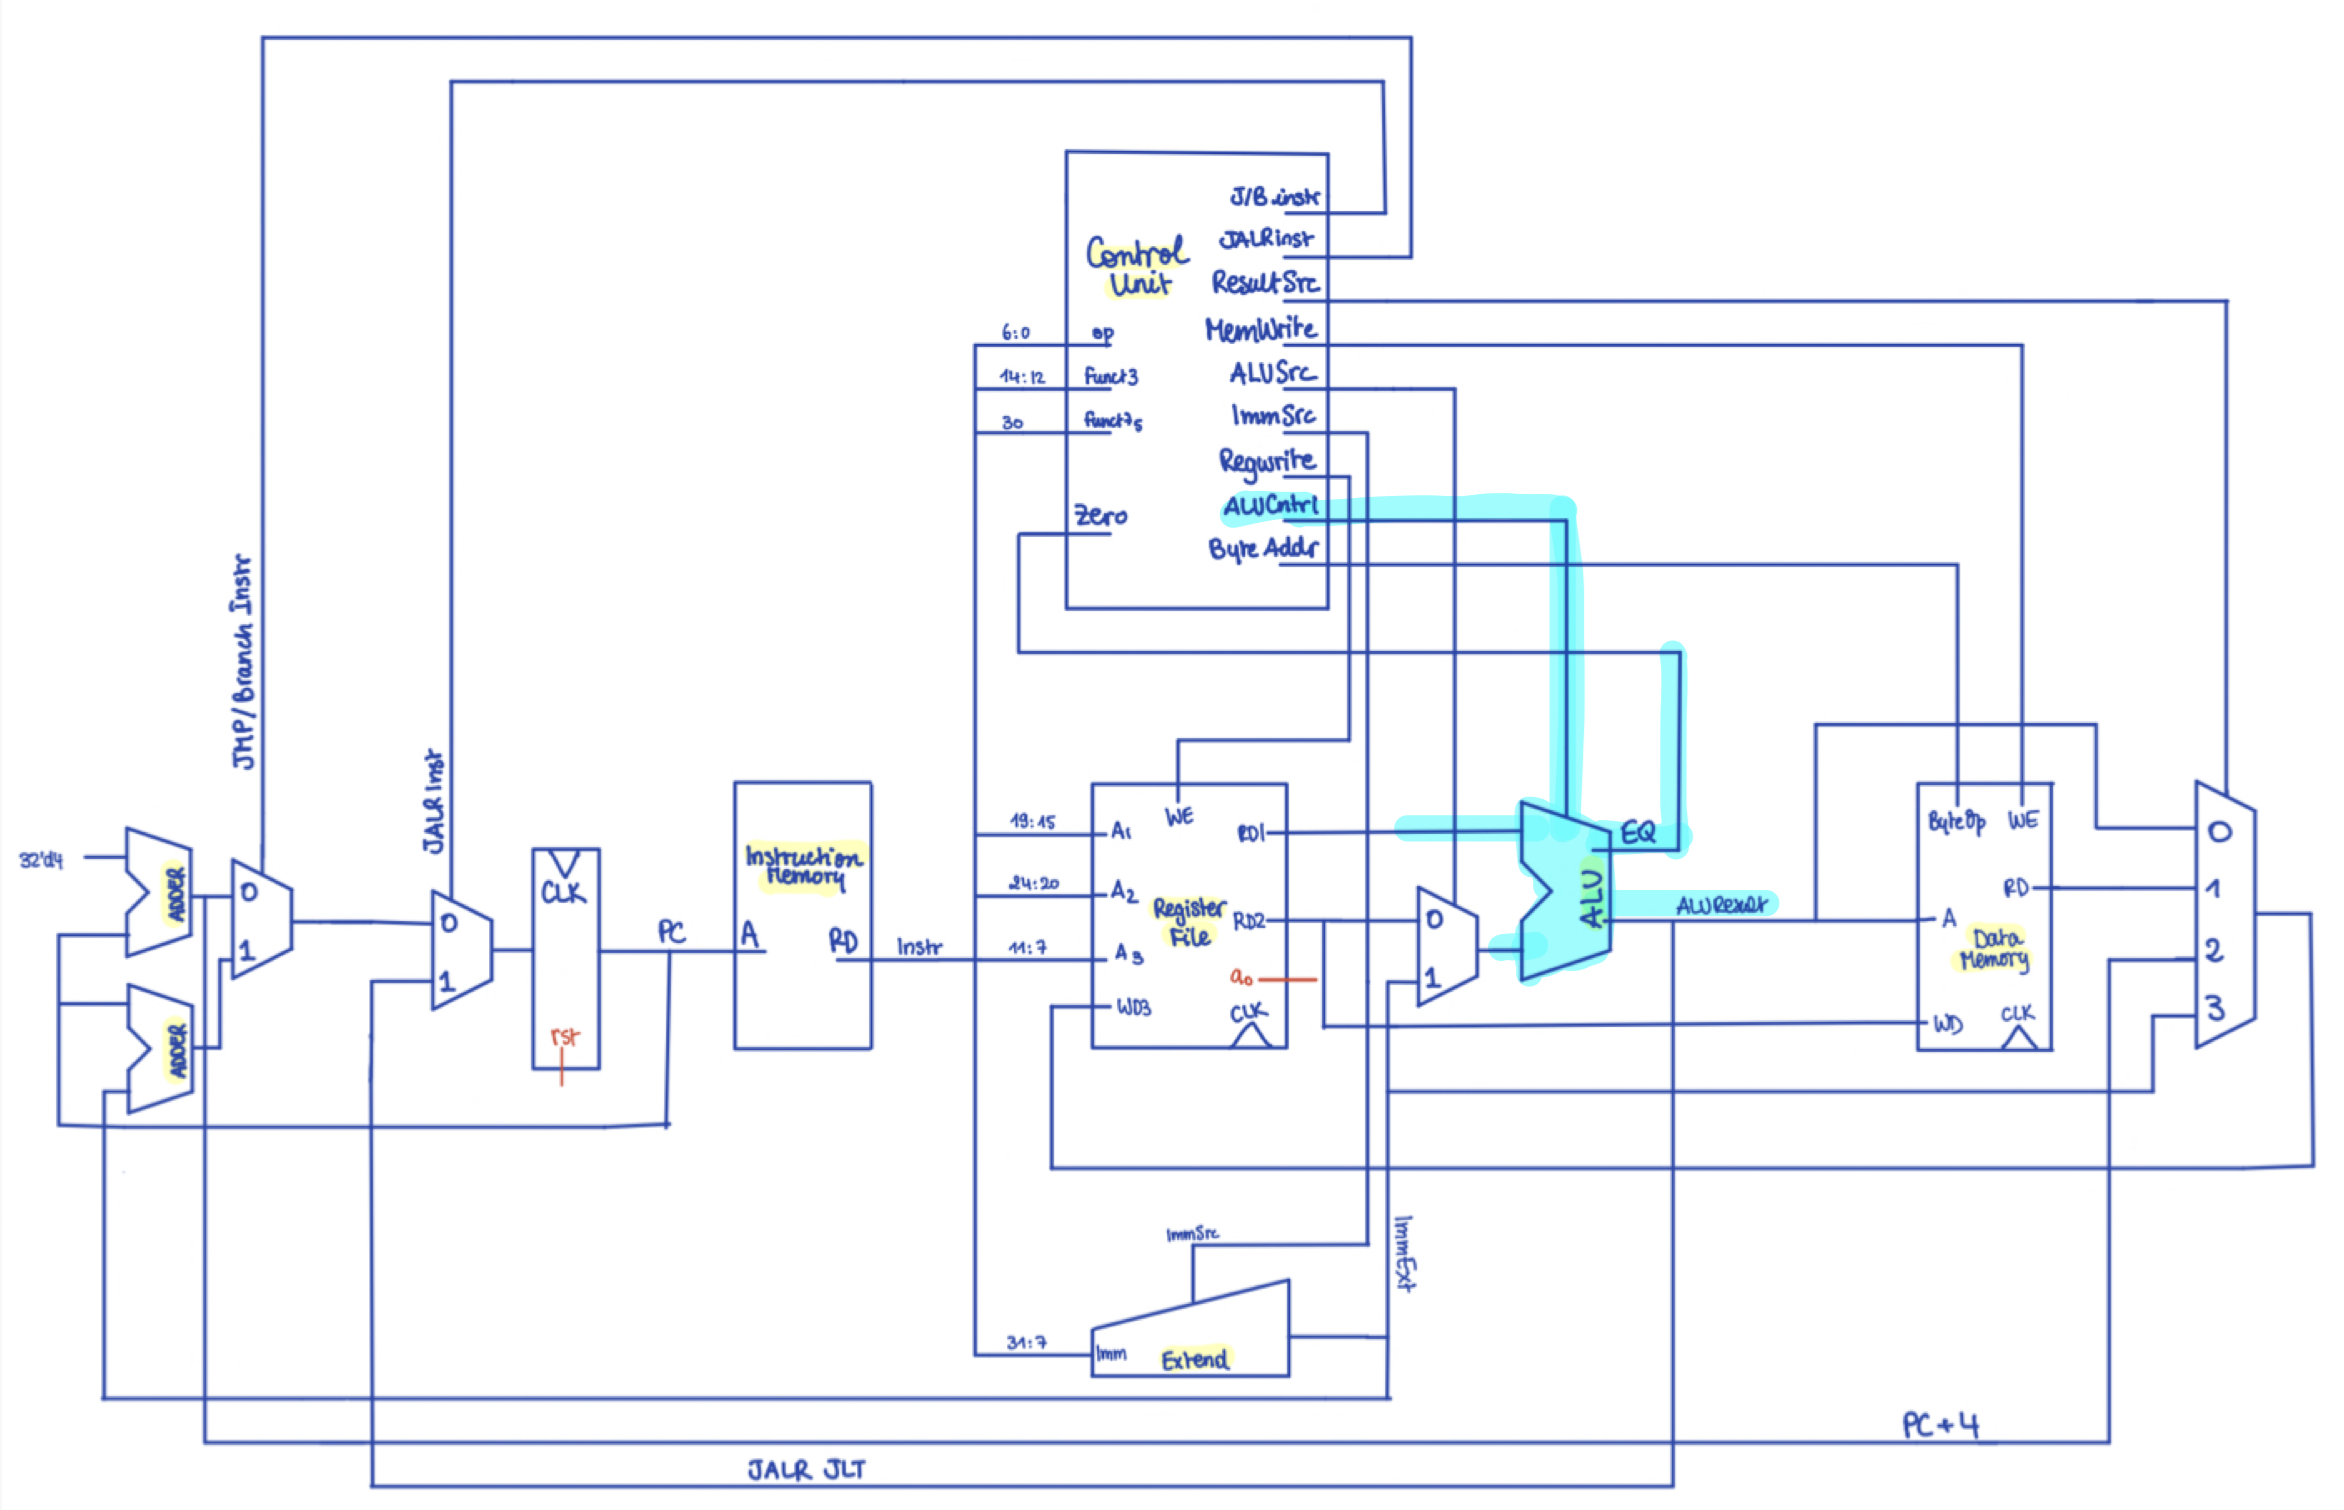 J/B instr
JALRinst
Control
Unit
ResultSrc
MemWrite
6:0
op
ALUSrc
14:12
funct3
ImmSrc
30
funct7₅
Regwrite
ALUCntrl
Zero
Byte Addr
JMP/Branch Instr
JALR Inst
32'd4
ADDER
0
1
ADDER
0
1
CLK
rst
PC
Instruction
Memory
A
RD
Instr
19:15
A1
WE
RD1
24:20
A2
Register
File
RD2
11:7
A3
a0
WD3
CLK
0
1
EQ
ALU
ALUResult
ByteOp
WE
RD
A
Data
Memory
WD
CLK
0
1
2
3
ImmSrc
ImmExt
31:7
Imm
Extend
PC+4
JALR JLT